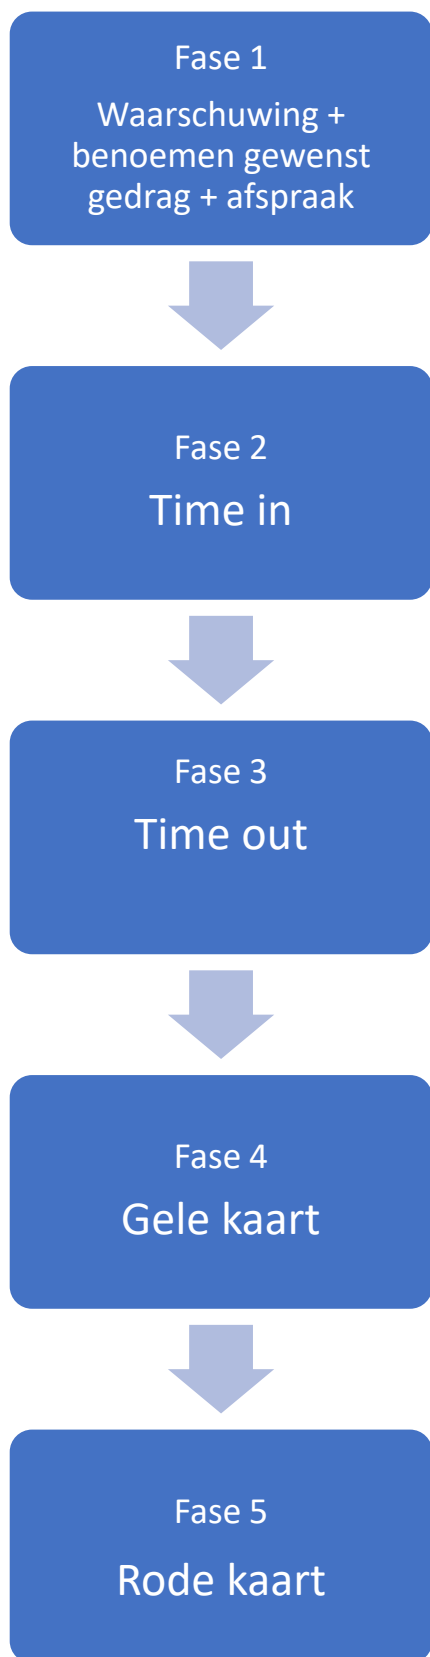 Fase 1
Waarschuwing +
benoemen gewenst
gedrag + afspraak
Fase 2
Time in
Fase 3
Time out
Fase 4
Gele kaart
Fase 5
Rode kaart